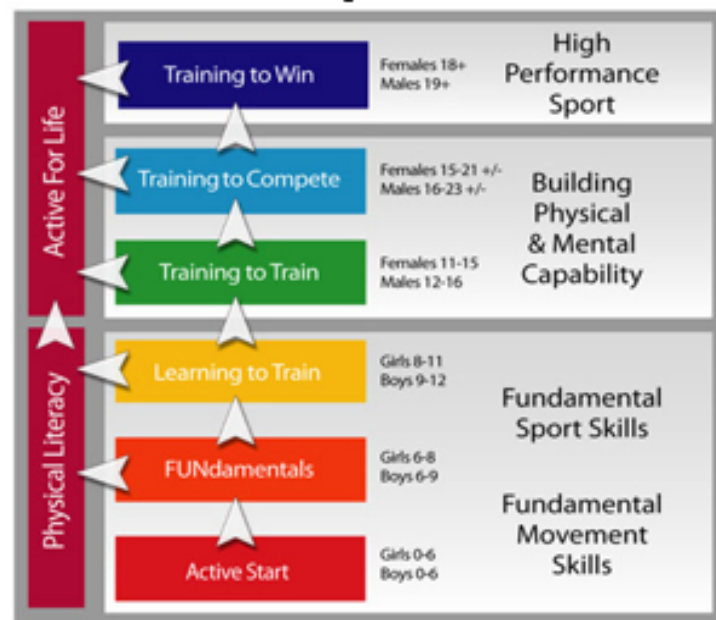 Active For Life
Physical Literacy
Training to Win
Females 18+
Males 19+
High
Performance
Sport
Training to Compete
Females 15-21 +/-
Males 16-23 +/-
Training to Train
Females 11-15
Males 12-16
Building
Physical
& Mental
Capability
Learning to Train
Girls 8-11
Boys 9-12
FUNdamentals
Girls 6-8
Boys 6-9
Active Start
Girls 0-6
Boys 0-6
Fundamental
Sport Skills
Fundamental
Movement
Skills